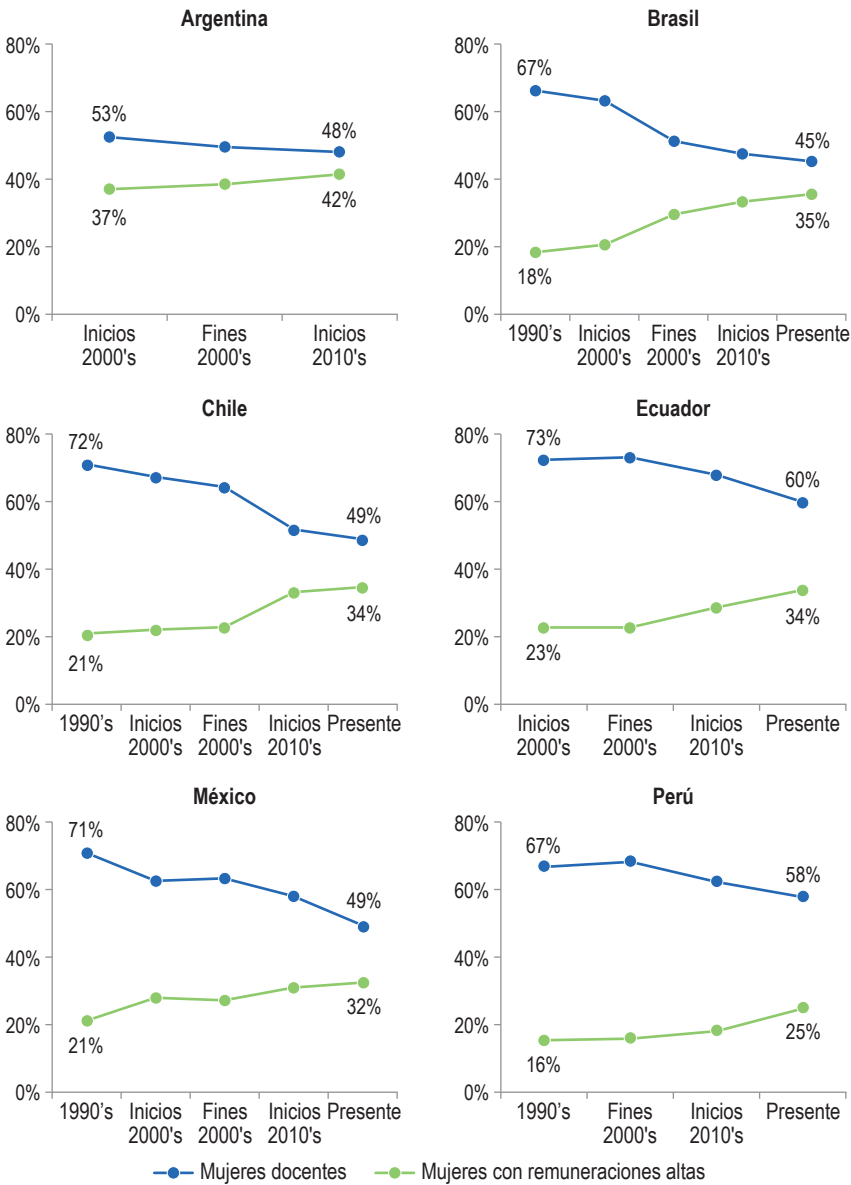 Argentina
80%
60%
40%
20%
0%
53%
48%
37%
42%
Inicios 2000's
Fines 2000's
Inicios 2010's
Brasil
80%
60%
40%
20%
0%
67%
45%
18%
35%
1990's
Inicios 2000's
Fines 2000's
Inicios 2010's
Presente
Chile
80%
60%
40%
20%
0%
72%
49%
21%
34%
1990's
Inicios 2000's
Fines 2000's
Inicios 2010's
Presente
Ecuador
80%
60%
40%
20%
0%
73%
60%
23%
34%
Inicios 2000's
Fines 2000's
Inicios 2010's
Presente
México
80%
60%
40%
20%
0%
71%
49%
21%
32%
1990's
Inicios 2000's
Fines 2000's
Inicios 2010's
Presente
Perú
80%
60%
40%
20%
0%
67%
58%
16%
25%
1990's
Fines 2000's
Inicios 2010's
Presente
Mujeres docentes
Mujeres con remuneraciones altas